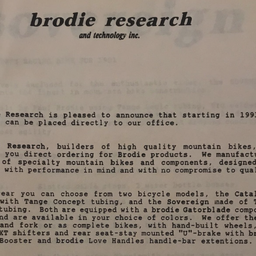 brodie research
and technology inc.
Research is pleased to announce that starting in 199
can be placed directly to our office.
Research, builders of high quality mountain bikes,
you direct ordering for Brodie products. We manufact
of specialty mountain bikes and components, designed
with performance in mind and with no compromise to qual
ear you can choose from two bicycle models, the Catal
with Tange Concept tubing, and the Sovereign made of T
tubing. Both are equipped with a brodie Gatorblade compo
nd are available in your choice of colors. We offer the
and fork or as complete bikes, with hand-built wheels,
XT shifters and rear seat-stay mounted "U"-brake with br
Booster and brodie Love Handles handle-bar extentions.